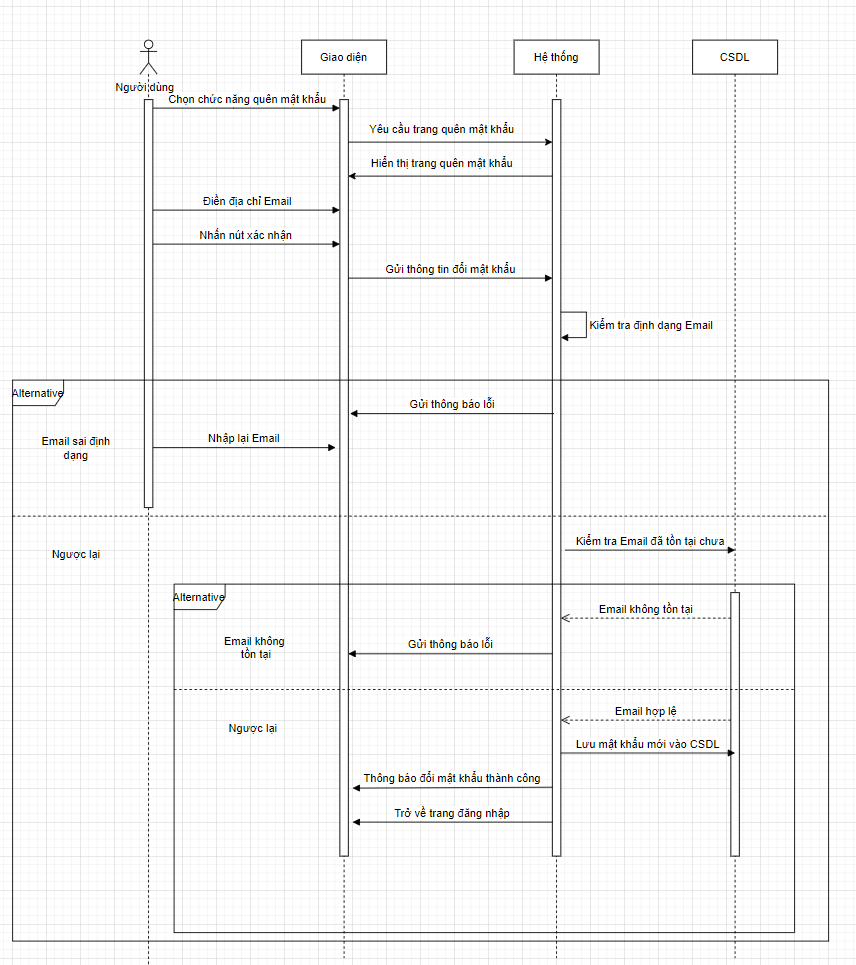 Người dùng
Giao diện
Hệ thống
CSDL
Chọn chức năng quên mật khẩu
Yêu cầu trang quên mật khẩu
Hiển thị trang quên mật khẩu
Điền địa chỉ Email
Nhấn nút xác nhận
Gửi thông tin đổi mật khẩu
Kiểm tra định dạng Email
Alternative
Gửi thông báo lỗi
Email sai định
dạng
Nhập lại Email
Ngược lại
Kiểm tra Email đã tồn tại chưa
Alternative
Email không tồn tại
Email không
tồn tại
Gửi thông báo lỗi
Email hợp lệ
Ngược lại
Lưu mật khẩu mới vào CSDL
Thông báo đổi mật khẩu thành công
Trở về trang đăng nhập